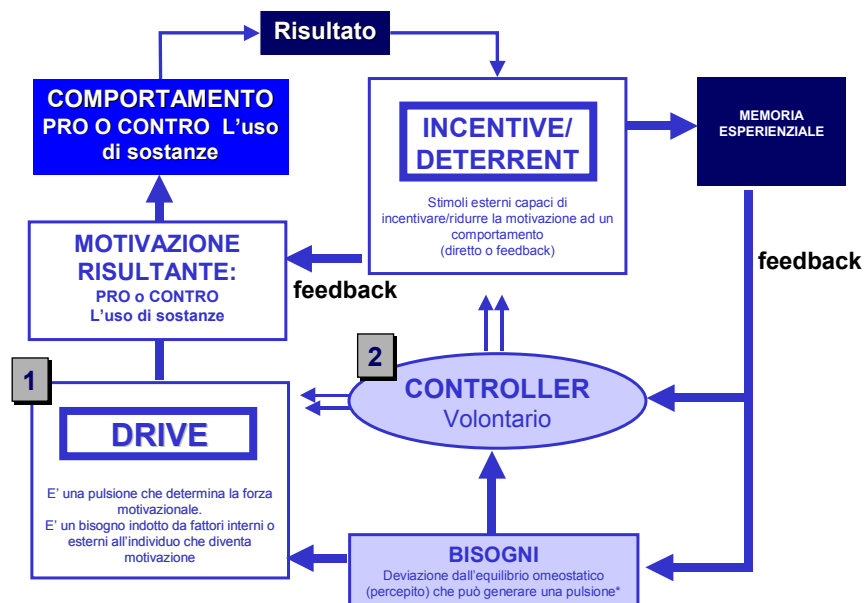 Risultato
COMPORTAMENTO
PRO O CONTRO L'uso
di sostanze
INCENTIVE/
DETERRENT
Stimoli esterni capaci di
incentivare/ridurre la motivazione ad un
comportamento
(diretto o feedback)
MEMORIA
ESPERIENZIALE
MOTIVAZIONE
RISULTANTE:
PRO o CONTRO
L'uso di sostanze
feedback
feedback
1
DRIVE
E' una pulsione che determina la forza
motivazionale.
E' un bisogno indotto da fattori interni o
esterni all'individuo che diventa
motivazione
2
CONTROLLER
Volontario
BISOGNI
Deviazione dall'equilibrio omeostatico
(percepito) che può generare una pulsione*